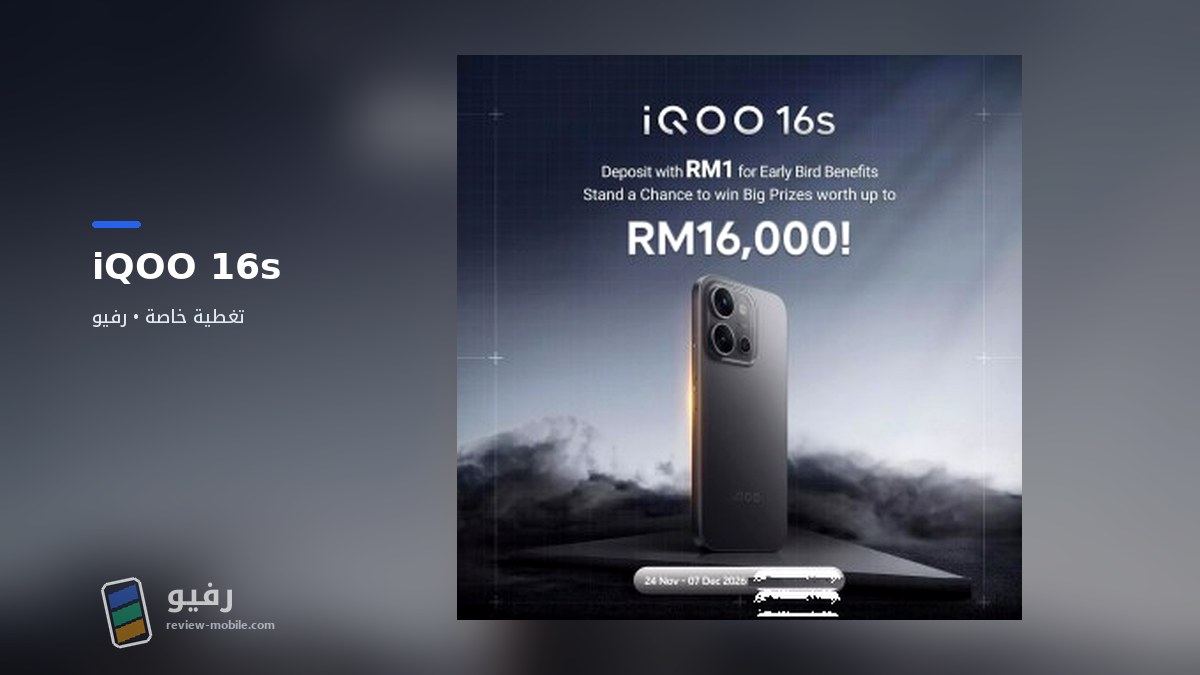 iQOO 16s
تغطية خاصة • رفيو
iQOO 16s
Deposit with RM1 for Early Bird Benefits
Stand a Chance to win Big Prizes worth up to
RM16,000!
iQOO
24 Nov - 07 Dec 2026
رفيو
review-mobile.com